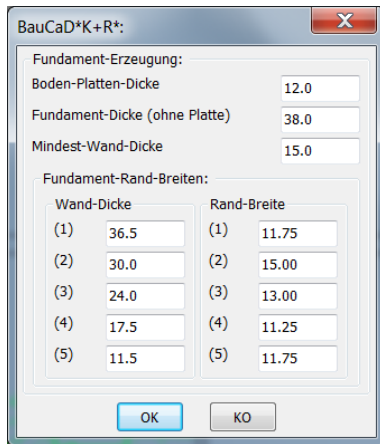 BauCaD*K+R*:
Fundament-Erzeugung:
Boden-Platten-Dicke 12.0
Fundament-Dicke (ohne Platte) 38.0
Mindest-Wand-Dicke 15.0
Fundament-Rand-Breiten:
Wand-Dicke Rand-Breite
(1) 36.5 (1) 11.75
(2) 30.0 (2) 15.00
(3) 24.0 (3) 13.00
(4) 17.5 (4) 11.25
(5) 11.5 (5) 11.75
OK KO